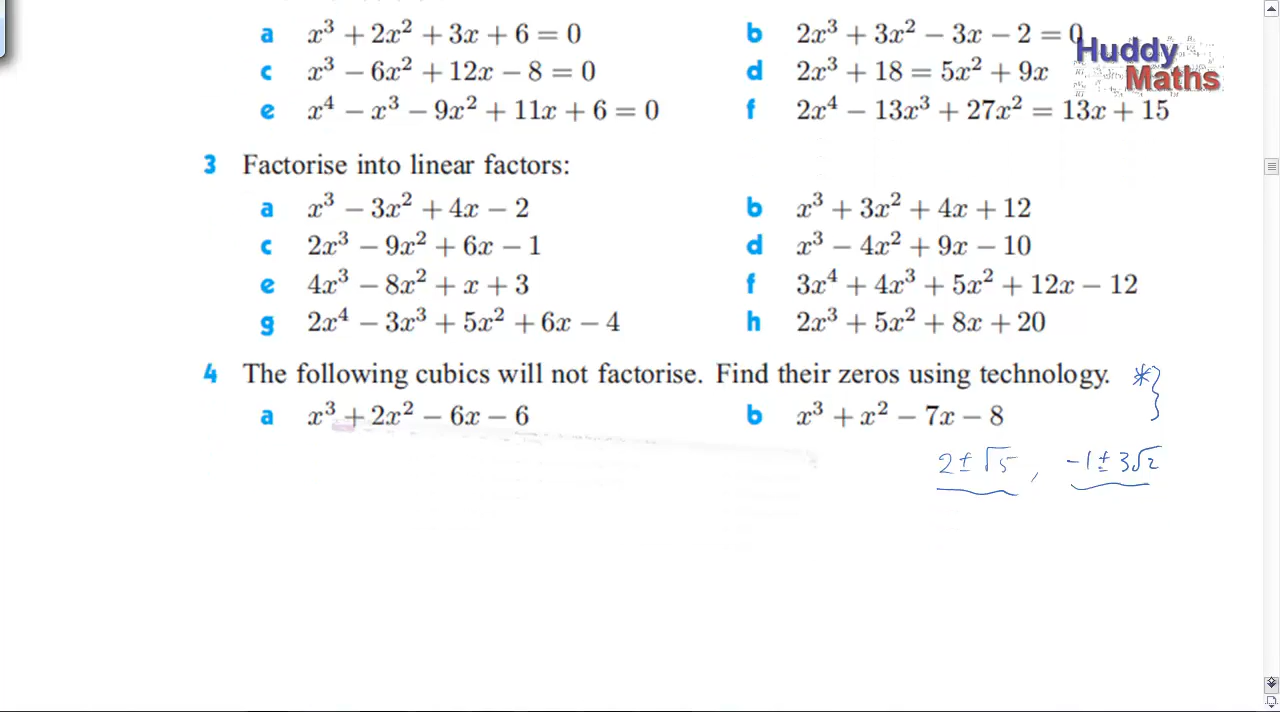 a x³ + 2x² + 3x + 6 = 0 b 2x³ + 3x² − 3x − 2 = 0
Huddy
Maths
c x³ − 6x² + 12x − 8 = 0 d 2x³ + 18 = 5x² + 9x
e x⁴ − x³ − 9x² + 11x + 6 = 0 f 2x⁴ − 13x³ + 27x² = 13x + 15
3 Factorise into linear factors:
a x³ − 3x² + 4x − 2 b x³ + 3x² + 4x + 12
c 2x³ − 9x² + 6x − 1 d x³ − 4x² + 9x − 10
e 4x³ − 8x² + x + 3 f 3x⁴ + 4x³ + 5x² + 12x − 12
g 2x⁴ − 3x³ + 5x² + 6x − 4 h 2x³ + 5x² + 8x + 20
4 The following cubics will not factorise. Find their zeros using technology. * }
a x³ + 2x² − 6x − 6 b x³ + x² − 7x − 8
2 ± √5 , −1 ± 3√2